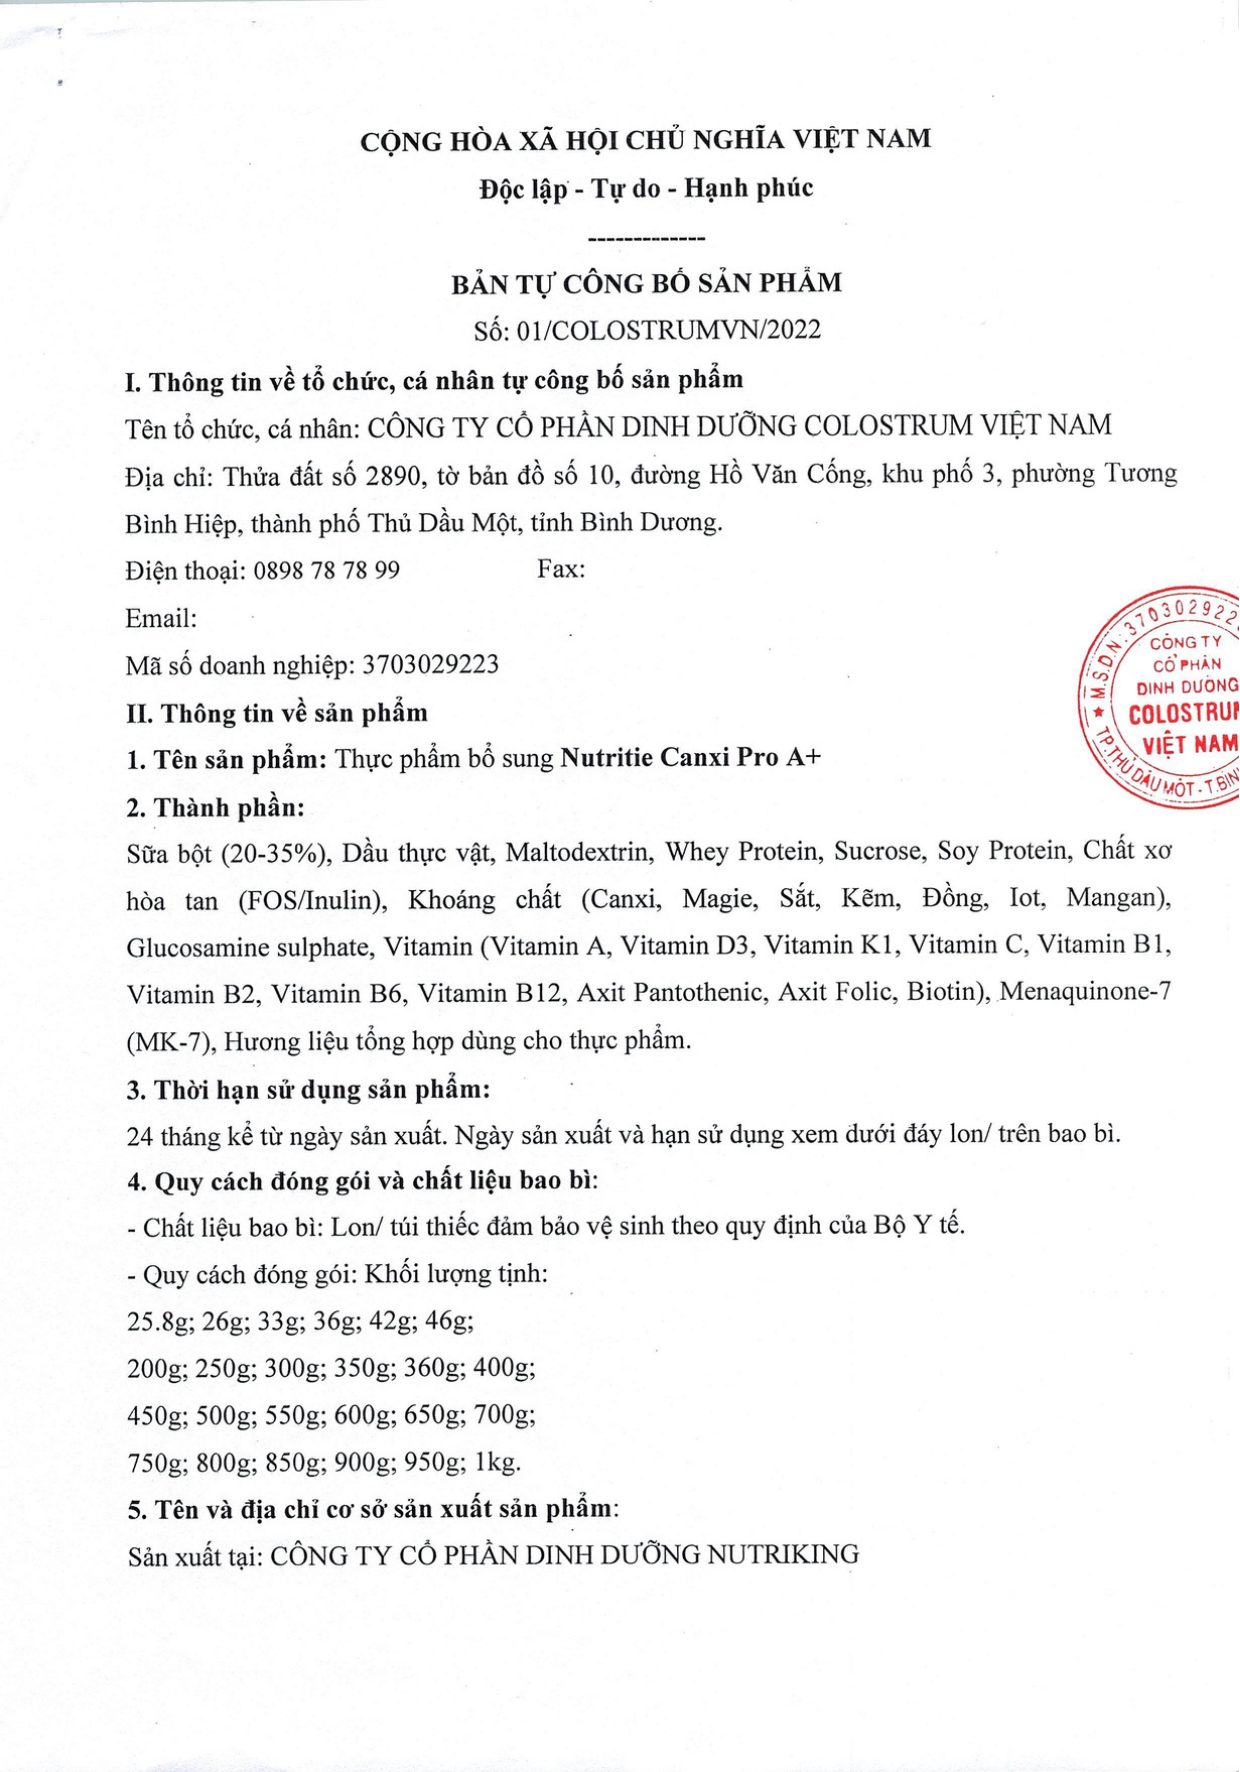 CỘNG HÒA XÃ HỘI CHỦ NGHĨA VIỆT NAM
Độc lập - Tự do - Hạnh phúc
-------------
BẢN TỰ CÔNG BỐ SẢN PHẨM
Số: 01/COLOSTRUMVN/2022
I. Thông tin về tổ chức, cá nhân tự công bố sản phẩm
Tên tổ chức, cá nhân: CÔNG TY CỔ PHẦN DINH DƯỠNG COLOSTRUM VIỆT NAM
Địa chỉ: Thửa đất số 2890, tờ bản đồ số 10, đường Hồ Văn Cống, khu phố 3, phường Tương
Bình Hiệp, thành phố Thủ Dầu Một, tỉnh Bình Dương.
Điện thoại: 0898 78 78 99 Fax:
Email:
Mã số doanh nghiệp: 3703029223
M.S.D.N: 370302922
CÔNG TY
CỔ PHẦN
DINH DƯỠNG
COLOSTRUM
VIỆT NAM
TP.THỦ DẦU MỘT - T.BÌN
II. Thông tin về sản phẩm
1. Tên sản phẩm: Thực phẩm bổ sung Nutritie Canxi Pro A+
2. Thành phần:
Sữa bột (20-35%), Dầu thực vật, Maltodextrin, Whey Protein, Sucrose, Soy Protein, Chất xơ
hòa tan (FOS/Inulin), Khoáng chất (Canxi, Magie, Sắt, Kẽm, Đồng, Iot, Mangan),
Glucosamine sulphate, Vitamin (Vitamin A, Vitamin D3, Vitamin K1, Vitamin C, Vitamin B1,
Vitamin B2, Vitamin B6, Vitamin B12, Axit Pantothenic, Axit Folic, Biotin), Menaquinone-7
(MK-7), Hương liệu tổng hợp dùng cho thực phẩm.
3. Thời hạn sử dụng sản phẩm:
24 tháng kể từ ngày sản xuất. Ngày sản xuất và hạn sử dụng xem dưới đáy lon/ trên bao bì.
4. Quy cách đóng gói và chất liệu bao bì:
- Chất liệu bao bì: Lon/ túi thiếc đảm bảo vệ sinh theo quy định của Bộ Y tế.
- Quy cách đóng gói: Khối lượng tịnh:
25.8g; 26g; 33g; 36g; 42g; 46g;
200g; 250g; 300g; 350g; 360g; 400g;
450g; 500g; 550g; 600g; 650g; 700g;
750g; 800g; 850g; 900g; 950g; 1kg.
5. Tên và địa chỉ cơ sở sản xuất sản phẩm:
Sản xuất tại: CÔNG TY CỔ PHẦN DINH DƯỠNG NUTRIKING